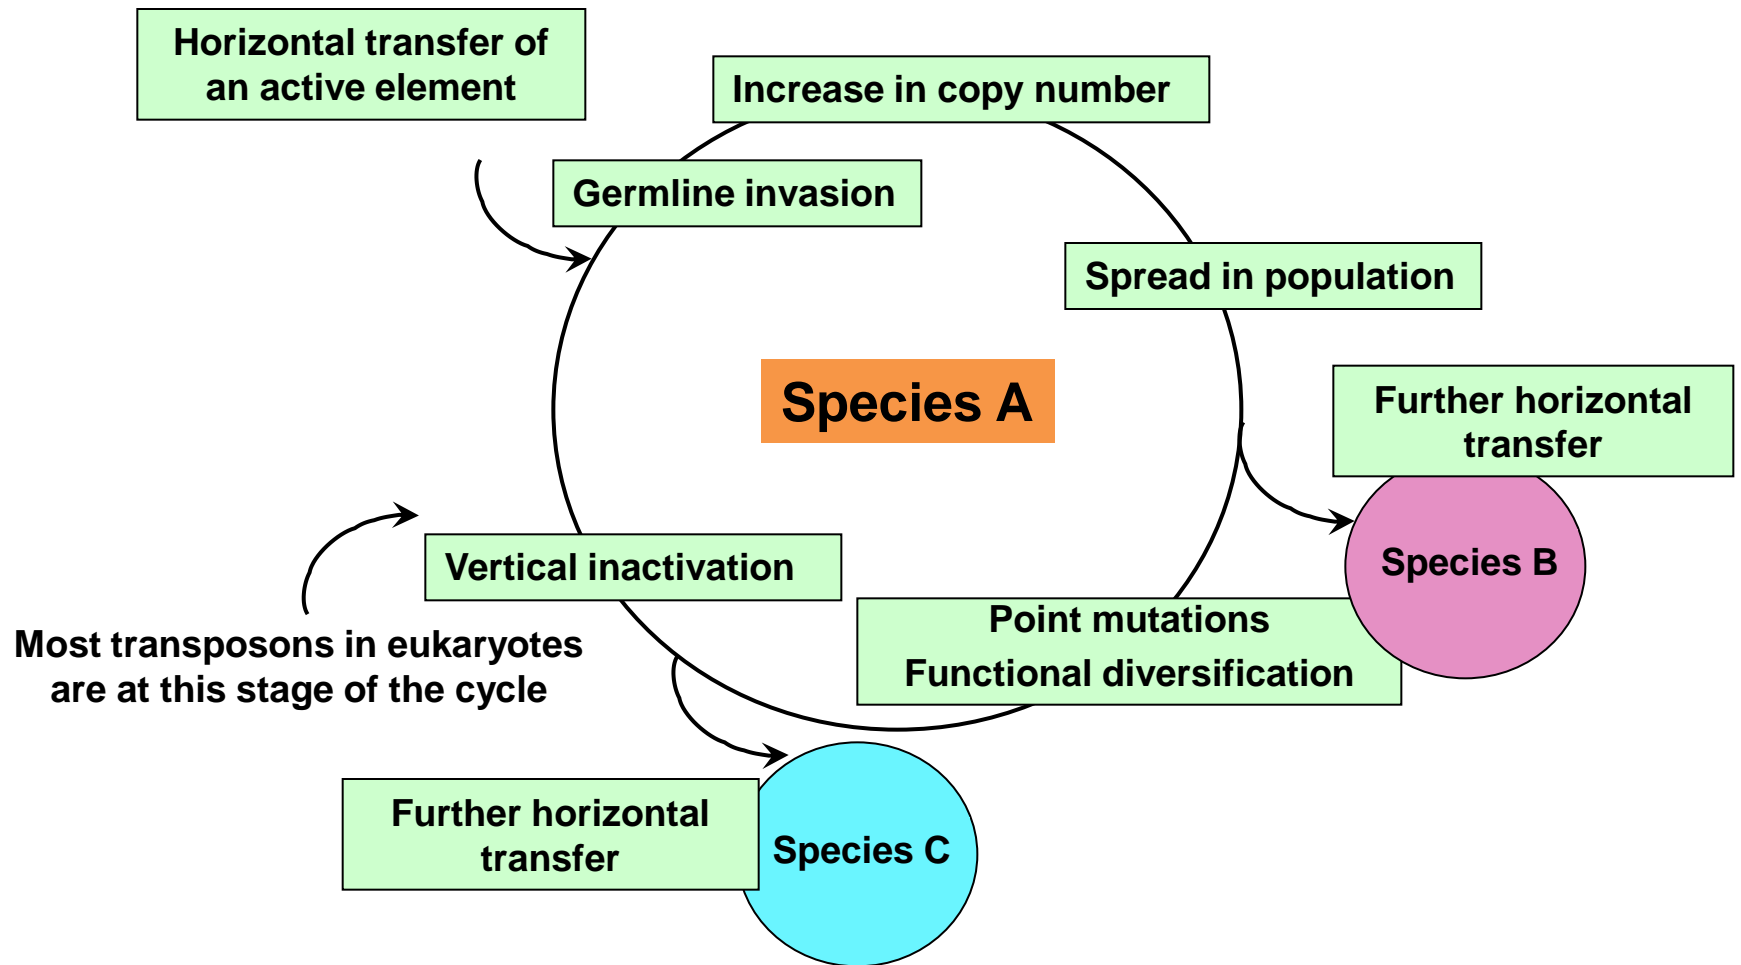 Horizontal transfer of
an active element
Increase in copy number
Germline invasion
Spread in population
Species A
Further horizontal
transfer
Species B
Vertical inactivation
Point mutations
Functional diversification
Most transposons in eukaryotes
are at this stage of the cycle
Further horizontal
transfer
Species C